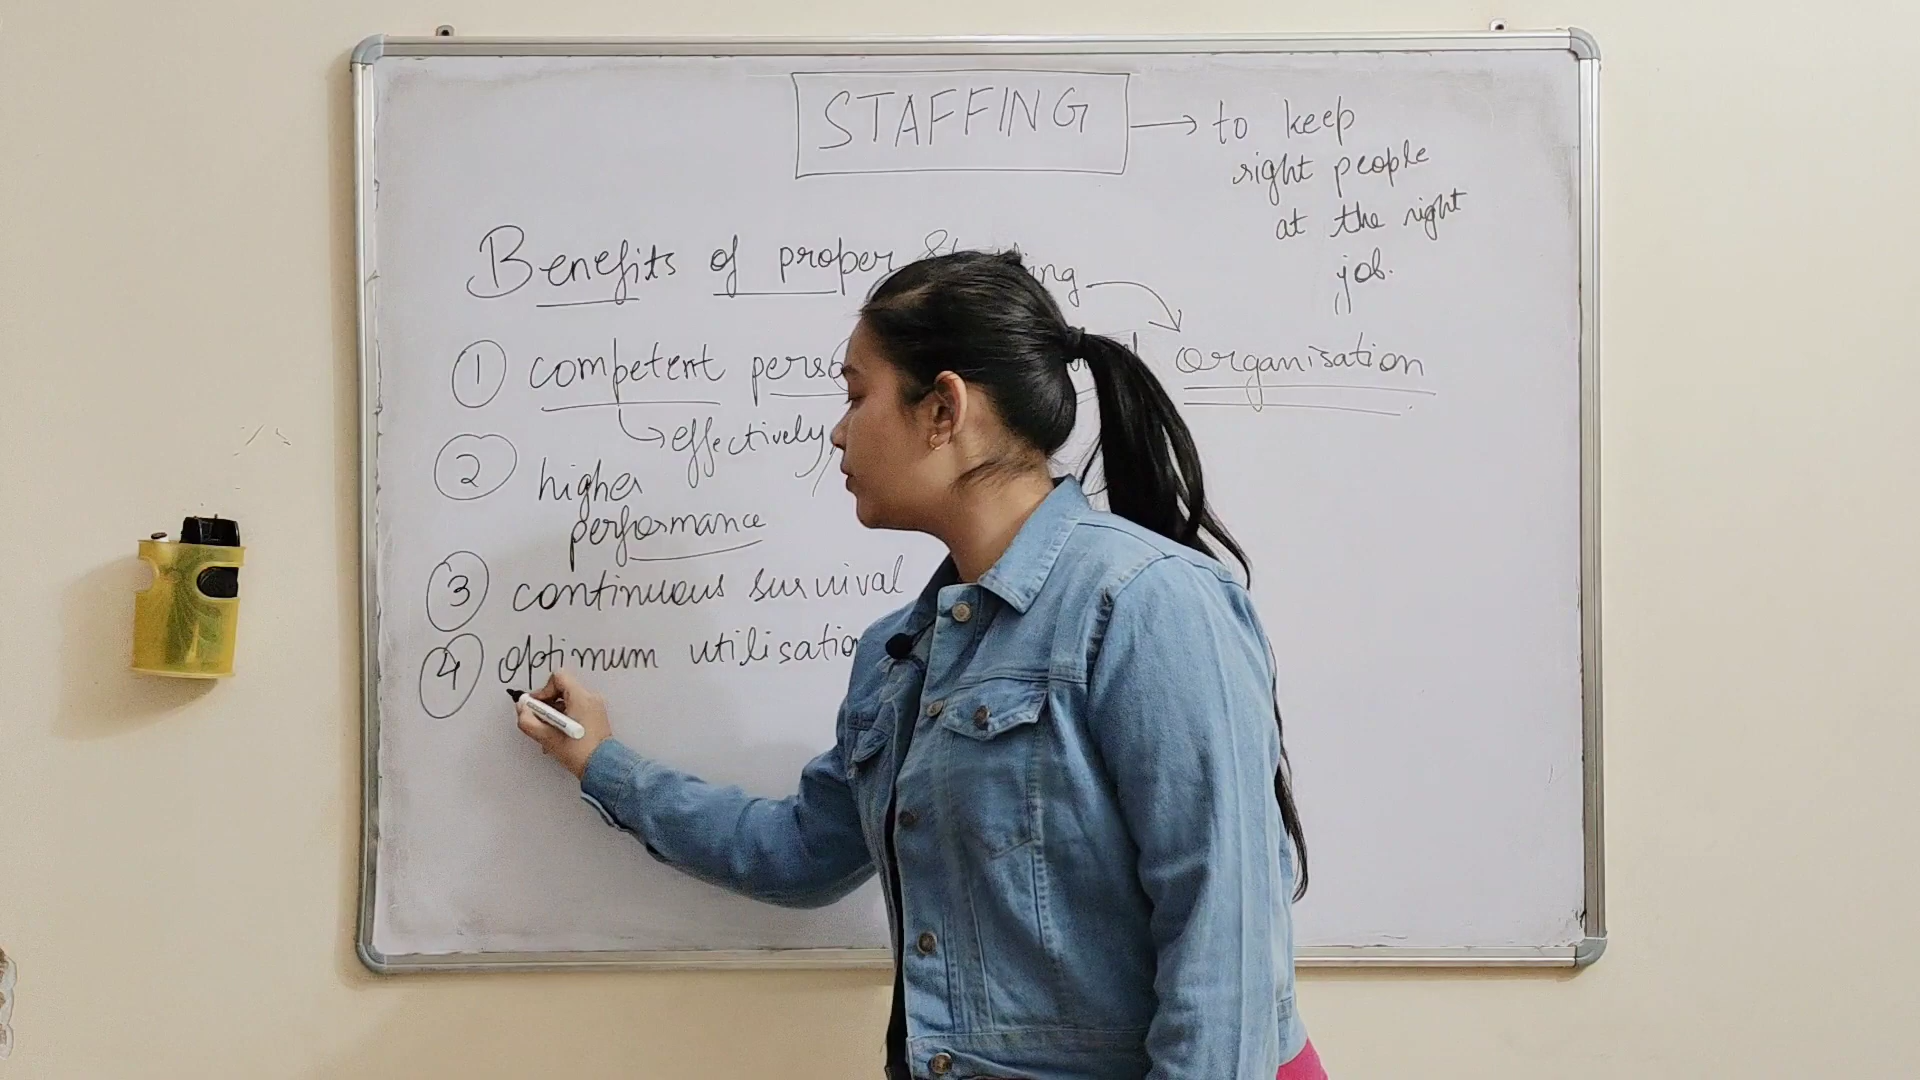 STAFFING → to keep
right people
at the right
job.
Benefits of proper
① competent organisation
→ effectively
② higher
performance
③ continuous survival
④ optimum utilisation